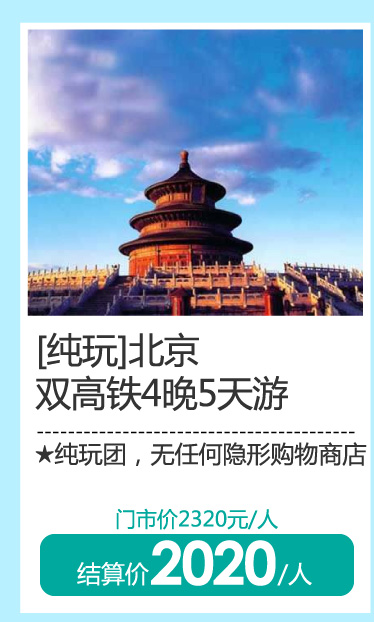 [纯玩]北京
双高铁4晚5天游
★纯玩团，无任何隐形购物商店
门市价2320元/人
结算价2020/人